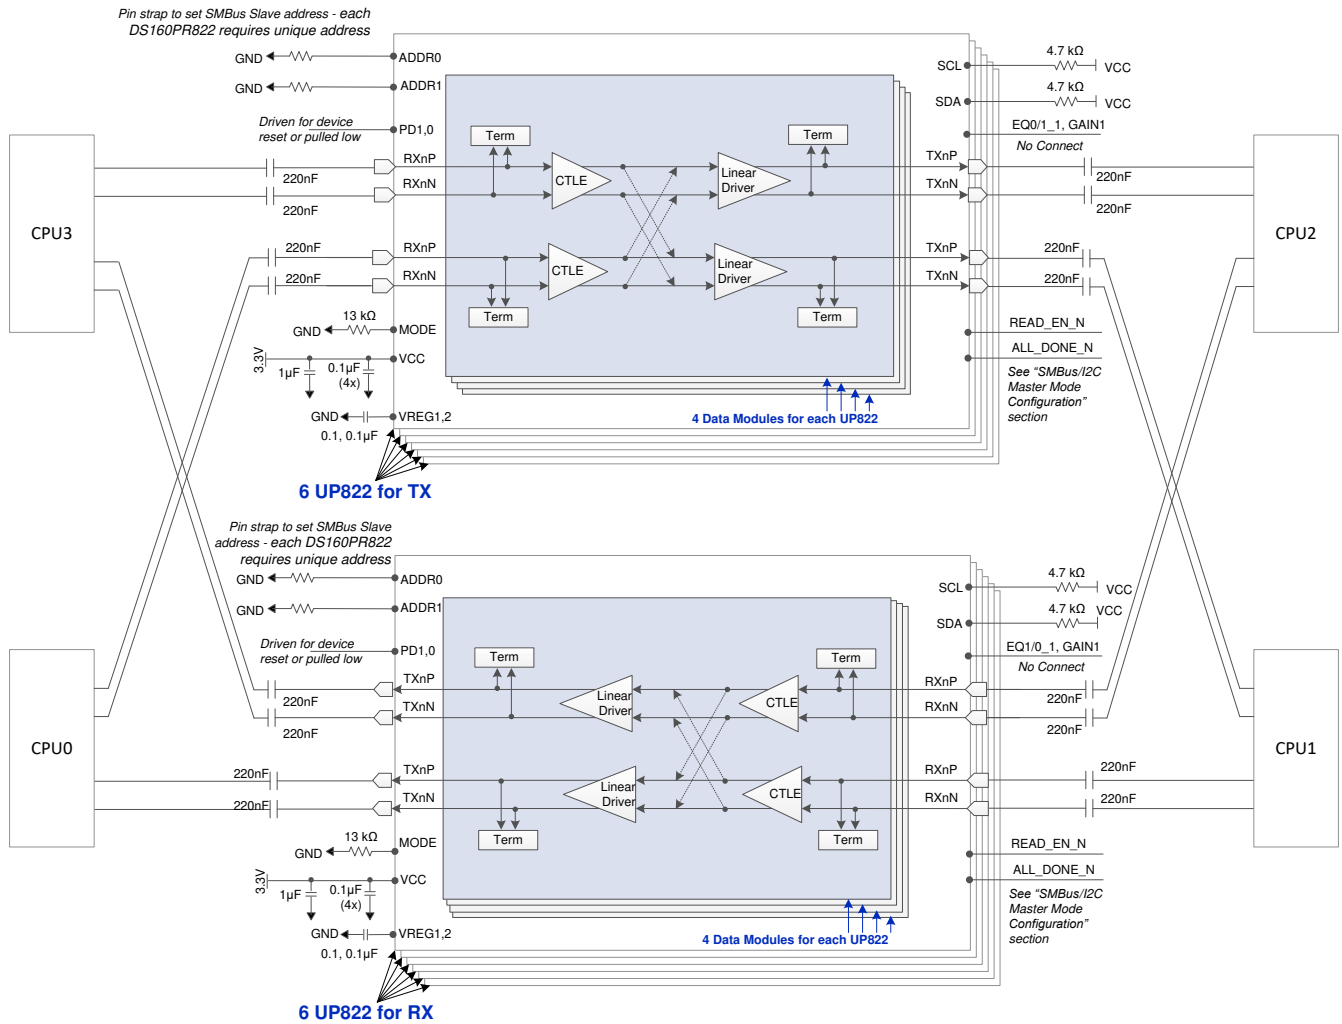 Pin strap to set SMBus Slave address - each
DS160PR822 requires unique address
GND
ADDR0
GND
ADDR1
Driven for device
reset or pulled low
PD1,0
SCL
4.7 kΩ
VCC
SDA
4.7 kΩ
VCC
EQ0/1_1, GAIN1
No Connect
Term
Term
RXnP
220nF
RXnN
220nF
CTLE
Linear
Driver
TXnP
220nF
TXnN
220nF
CPU3
CPU2
220nF
RXnP
220nF
RXnN
CTLE
Linear
Driver
TXnP
220nF
TXnN
220nF
Term
Term
13 kΩ
GND
MODE
READ_EN_N
3.3V
VCC
1µF
0.1µF
(4x)
ALL_DONE_N
See “SMBus/I2C
Master Mode
Configuration”
section
GND
VREG1,2
0.1, 0.1µF
4 Data Modules for each UP822
6 UP822 for TX
Pin strap to set SMBus Slave
address - each DS160PR822
requires unique address
GND
ADDR0
GND
ADDR1
Driven for device
reset or pulled low
PD1,0
SCL
4.7 kΩ
VCC
SDA
4.7 kΩ
VCC
EQ1/0_1, GAIN1
No Connect
Term
Term
TXnP
220nF
TXnN
220nF
Linear
Driver
CTLE
RXnP
220nF
RXnN
220nF
CPU0
CPU1
220nF
TXnP
220nF
TXnN
Linear
Driver
CTLE
RXnP
220nF
RXnN
220nF
Term
Term
13 kΩ
GND
MODE
READ_EN_N
3.3V
VCC
1µF
0.1µF
(4x)
ALL_DONE_N
See “SMBus/I2C
Master Mode
Configuration”
section
GND
VREG1,2
0.1, 0.1µF
4 Data Modules for each UP822
6 UP822 for RX